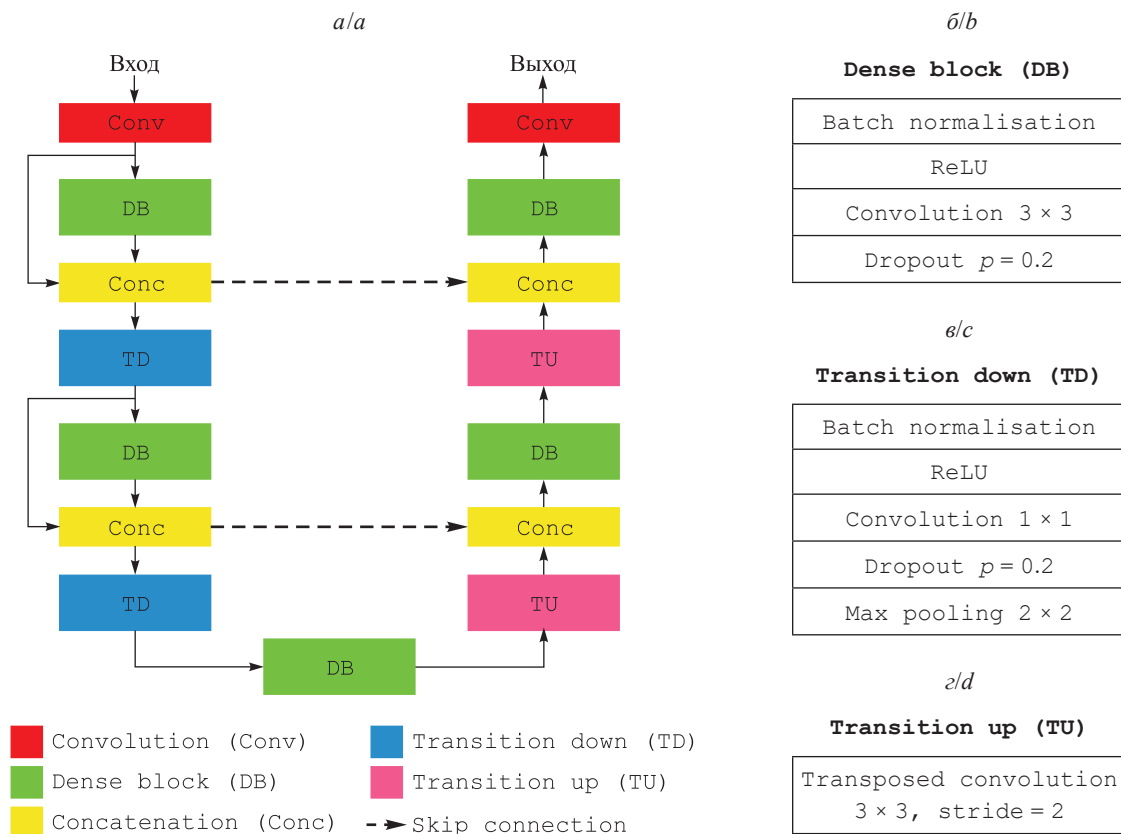 а/a
Вход
Выход
Conv
DB
Conc
TD
DB
Conc
TD
DB
Conv
DB
Conc
TU
DB
Conc
TU
Convolution (Conv)
Dense block (DB)
Concatenation (Conc)
Transition down (TD)
Transition up (TU)
Skip connection
б/b
Dense block (DB)
Batch normalisation
ReLU
Convolution 3 × 3
Dropout p = 0.2
в/c
Transition down (TD)
Batch normalisation
ReLU
Convolution 1 × 1
Dropout p = 0.2
Max pooling 2 × 2
г/d
Transition up (TU)
Transposed convolution
3 × 3, stride = 2